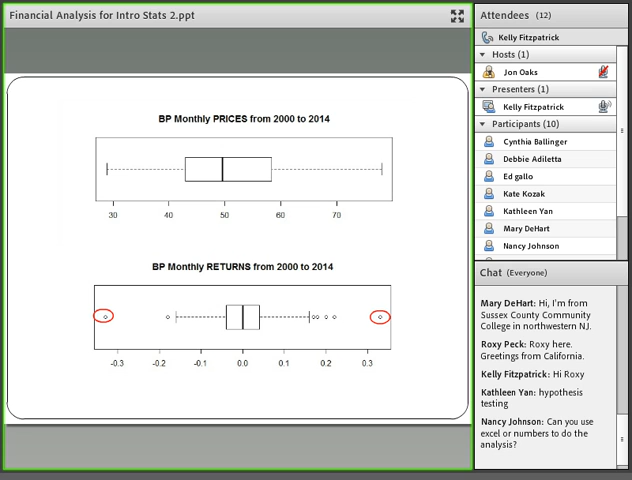 Financial Analysis for Intro Stats 2.ppt
BP Monthly PRICES from 2000 to 2014
30 40 50 60 70
BP Monthly RETURNS from 2000 to 2014
-0.3 -0.2 -0.1 0.0 0.1 0.2 0.3
Attendees (12)
Kelly Fitzpatrick
Hosts (1)
Jon Oaks
Presenters (1)
Kelly Fitzpatrick
Participants (10)
Cynthia Ballinger
Debbie Adiletta
Ed gallo
Kate Kozak
Kathleen Yan
Mary DeHart
Nancy Johnson
Chat (Everyone)
Mary DeHart: Hi, I'm from
Sussex County Community
College in northwestern NJ.
Roxy Peck: Roxy here.
Greetings from California.
Kelly Fitzpatrick: Hi Roxy
Kathleen Yan: hypothesis
testing
Nancy Johnson: Can you use
excel or numbers to do the
analysis?